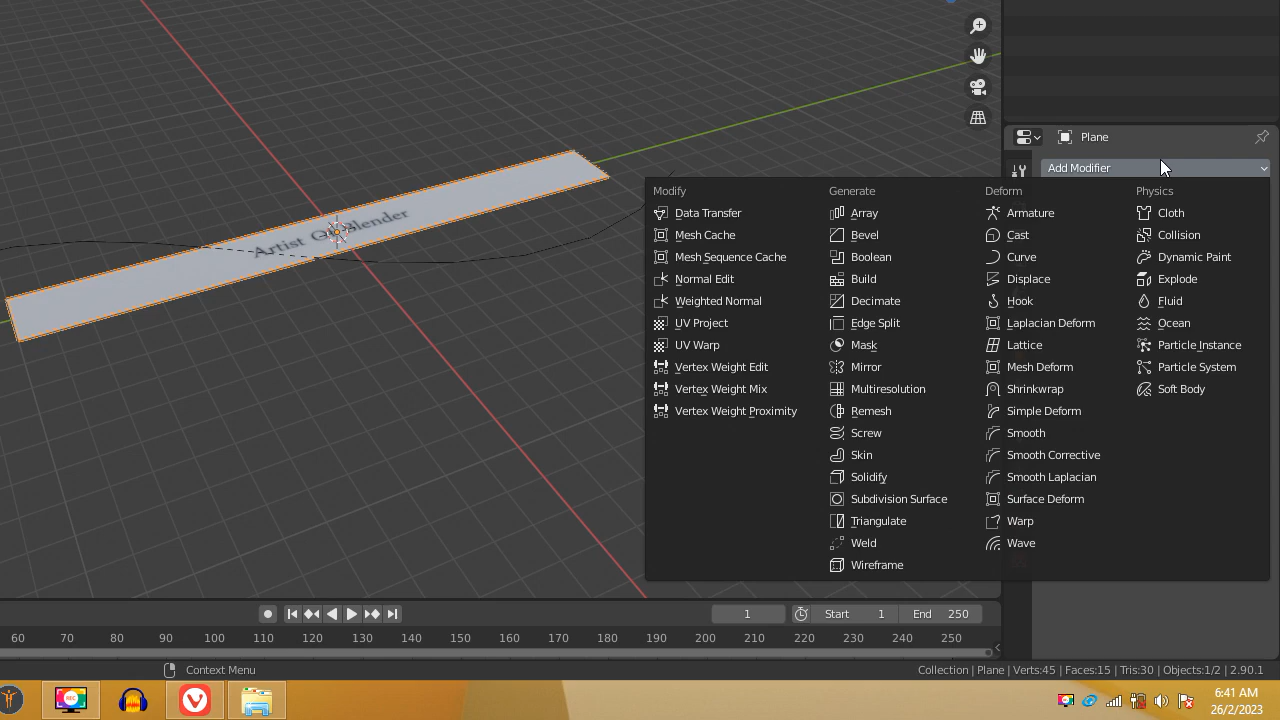 Artist Of Blender
Plane
Add Modifier
Modify
Data Transfer
Mesh Cache
Mesh Sequence Cache
Normal Edit
Weighted Normal
UV Project
UV Warp
Vertex Weight Edit
Vertex Weight Mix
Vertex Weight Proximity
Generate
Array
Bevel
Boolean
Build
Decimate
Edge Split
Mask
Mirror
Multiresolution
Remesh
Screw
Skin
Solidify
Subdivision Surface
Triangulate
Weld
Wireframe
Deform
Armature
Cast
Curve
Displace
Hook
Laplacian Deform
Lattice
Mesh Deform
Shrinkwrap
Simple Deform
Smooth
Smooth Corrective
Smooth Laplacian
Surface Deform
Warp
Wave
Physics
Cloth
Collision
Dynamic Paint
Explode
Fluid
Ocean
Particle Instance
Particle System
Soft Body
1 Start 1 End 250
60 70 80 90 100 110 120 130 140 150 160 170 180 190 200 210 220 230 240 250
Context Menu
Collection | Plane | Verts:45 | Faces:15 | Tris:30 | Objects:1/2 | 2.90.1
REC
6:41 AM
26/2/2023